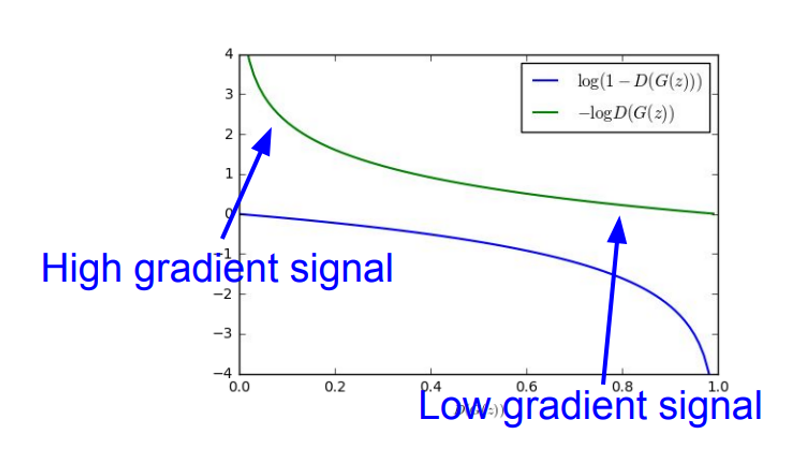 4
3
2
1
0
−1
−2
−3
−4
log(1 − D(G(z)))
−logD(G(z))
High gradient signal
0.0 0.2 0.4 0.6 0.8 1.0
Low gradient signal